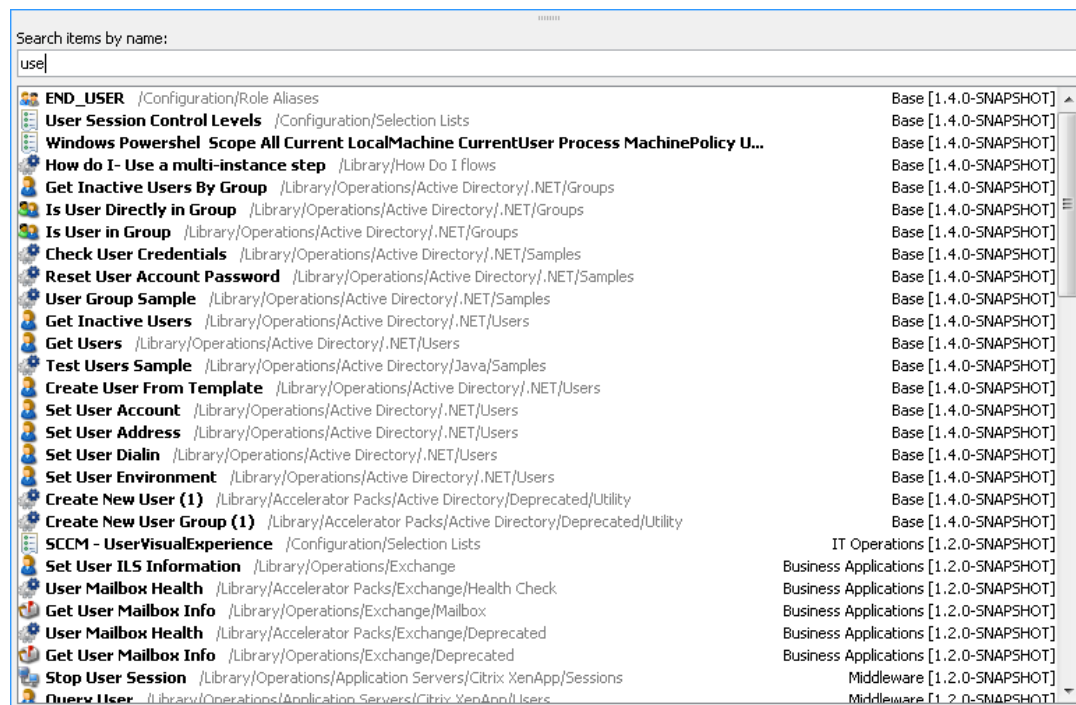 Search items by name:
use
END_USER /Configuration/Role Aliases Base [1.4.0-SNAPSHOT]
User Session Control Levels /Configuration/Selection Lists Base [1.4.0-SNAPSHOT]
Windows Powershel Scope All Current LocalMachine CurrentUser Process MachinePolicy U... Base [1.4.0-SNAPSHOT]
How do I- Use a multi-instance step /Library/How Do I flows Base [1.4.0-SNAPSHOT]
Get Inactive Users By Group /Library/Operations/Active Directory/.NET/Groups Base [1.4.0-SNAPSHOT]
Is User Directly in Group /Library/Operations/Active Directory/.NET/Groups Base [1.4.0-SNAPSHOT]
Is User in Group /Library/Operations/Active Directory/.NET/Groups Base [1.4.0-SNAPSHOT]
Check User Credentials /Library/Operations/Active Directory/.NET/Samples Base [1.4.0-SNAPSHOT]
Reset User Account Password /Library/Operations/Active Directory/.NET/Samples Base [1.4.0-SNAPSHOT]
User Group Sample /Library/Operations/Active Directory/.NET/Samples Base [1.4.0-SNAPSHOT]
Get Inactive Users /Library/Operations/Active Directory/.NET/Users Base [1.4.0-SNAPSHOT]
Get Users /Library/Operations/Active Directory/.NET/Users Base [1.4.0-SNAPSHOT]
Test Users Sample /Library/Operations/Active Directory/Java/Samples Base [1.4.0-SNAPSHOT]
Create User From Template /Library/Operations/Active Directory/.NET/Users Base [1.4.0-SNAPSHOT]
Set User Account /Library/Operations/Active Directory/.NET/Users Base [1.4.0-SNAPSHOT]
Set User Address /Library/Operations/Active Directory/.NET/Users Base [1.4.0-SNAPSHOT]
Set User Dialin /Library/Operations/Active Directory/.NET/Users Base [1.4.0-SNAPSHOT]
Set User Environment /Library/Operations/Active Directory/.NET/Users Base [1.4.0-SNAPSHOT]
Create New User (1) /Library/Accelerator Packs/Active Directory/Deprecated/Utility Base [1.4.0-SNAPSHOT]
Create New User Group (1) /Library/Accelerator Packs/Active Directory/Deprecated/Utility Base [1.4.0-SNAPSHOT]
SCCM - UserVisualExperience /Configuration/Selection Lists IT Operations [1.2.0-SNAPSHOT]
Set User ILS Information /Library/Operations/Exchange Business Applications [1.2.0-SNAPSHOT]
User Mailbox Health /Library/Accelerator Packs/Exchange/Health Check Business Applications [1.2.0-SNAPSHOT]
Get User Mailbox Info /Library/Operations/Exchange/Mailbox Business Applications [1.2.0-SNAPSHOT]
User Mailbox Health /Library/Accelerator Packs/Exchange/Deprecated Business Applications [1.2.0-SNAPSHOT]
Get User Mailbox Info /Library/Operations/Exchange/Deprecated Business Applications [1.2.0-SNAPSHOT]
Stop User Session /Library/Operations/Application Servers/Citrix XenApp/Sessions Middleware [1.2.0-SNAPSHOT]
Query User /Library/Operations/Application Servers/Citrix XenApp/Users Middleware [1.2.0-SNAPSHOT]